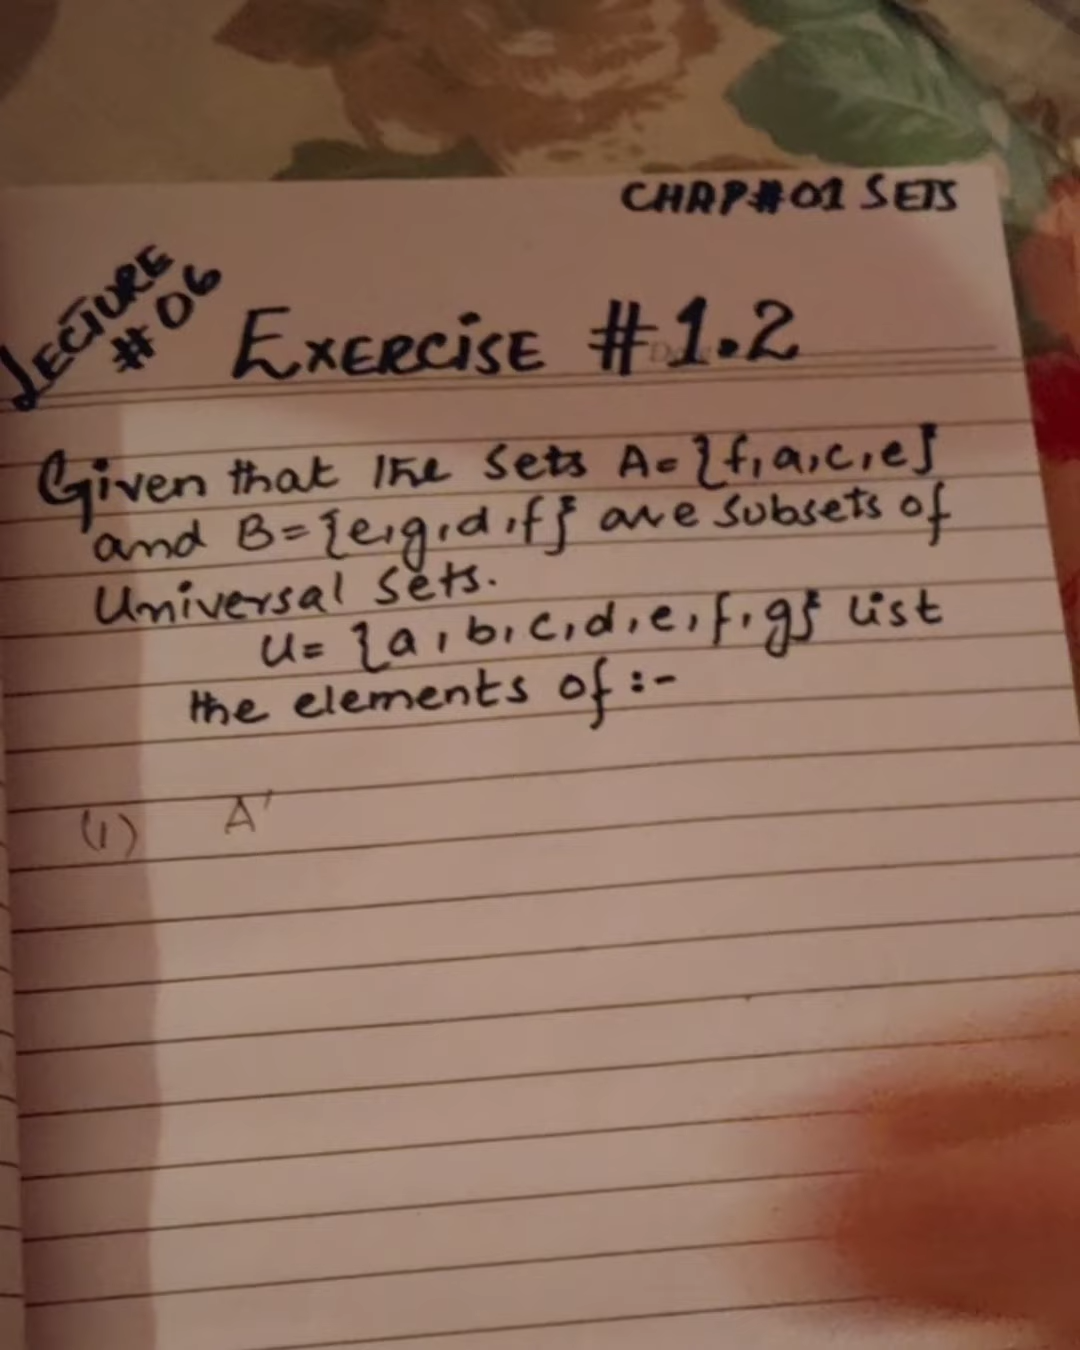 CHAP#01 SETS
LECTURE
#06
EXERCISE #1.2
Given that the Sets A={f,a,c,e}
and B={e,g,d,f} are subsets of
Universal Sets.
U= {a,b,c,d,e,f,g} list
the elements of:-
(1) A'